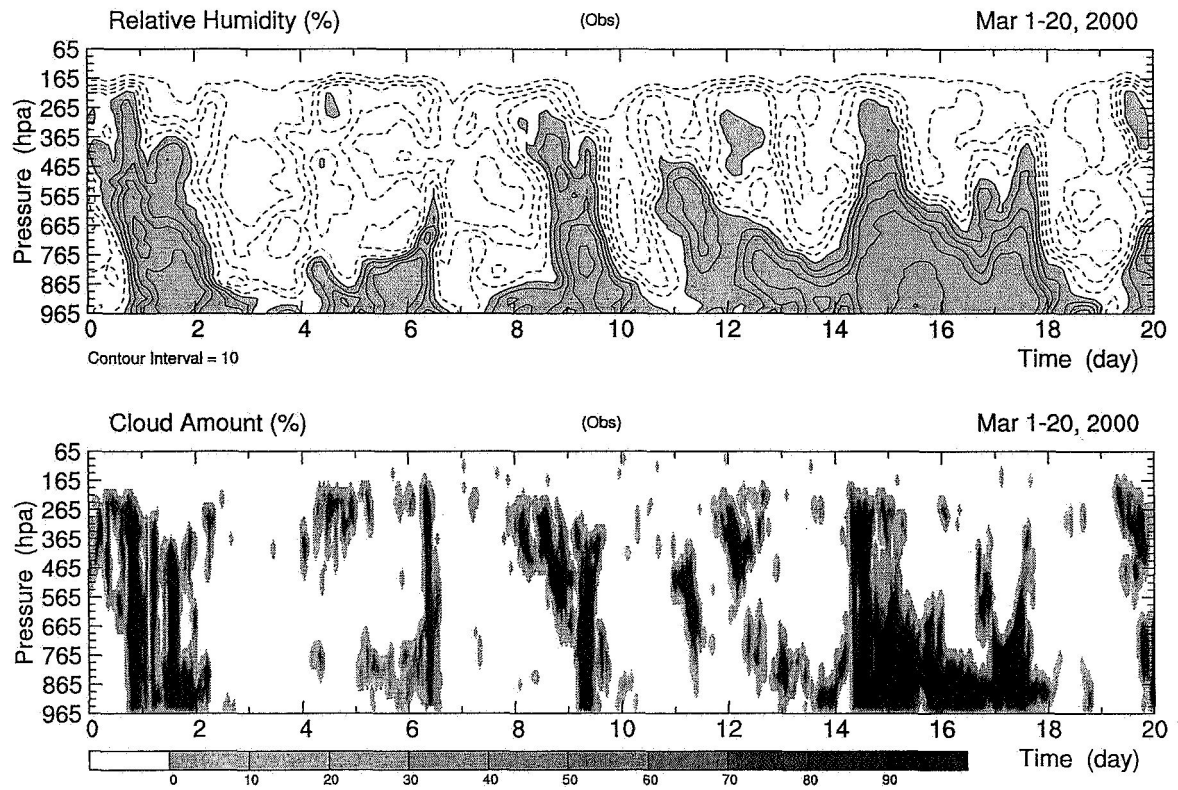 Relative Humidity (%) (Obs) Mar 1-20, 2000
65
165
265
365
465
565
665
765
865
965
Pressure (hpa)
0 2 4 6 8 10 12 14 16 18 20
Contour Interval = 10 Time (day)
Cloud Amount (%) (Obs) Mar 1-20, 2000
65
165
265
365
465
565
665
765
865
965
Pressure (hpa)
0 2 4 6 8 10 12 14 16 18 20
Time (day)
0 10 20 30 40 50 60 70 80 90